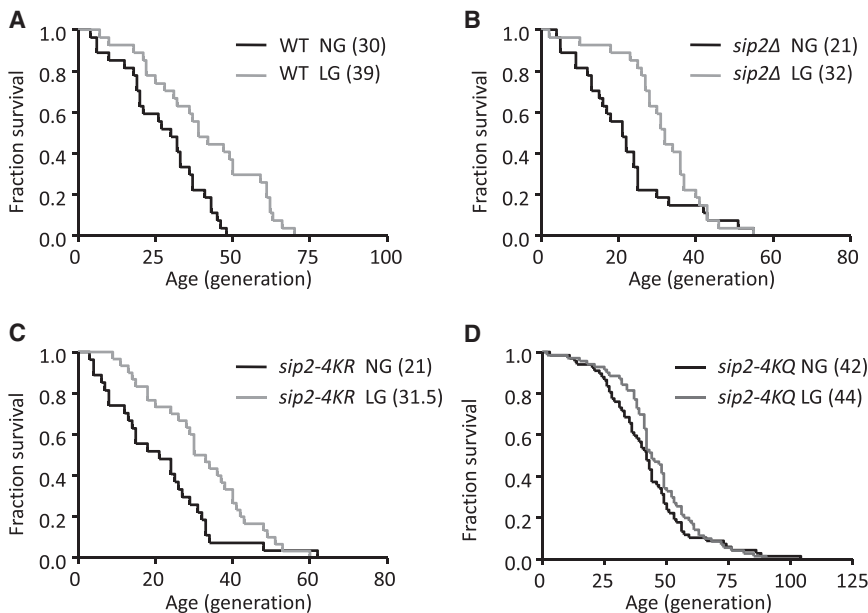 A
Fraction survival
1.0
0.8
0.6
0.4
0.2
0.0
0
25
50
75
100
Age (generation)
WT NG (30)
WT LG (39)
B
Fraction survival
1.0
0.8
0.6
0.4
0.2
0.0
0
20
40
60
80
Age (generation)
sip2Δ NG (21)
sip2Δ LG (32)
C
Fraction survival
1.0
0.8
0.6
0.4
0.2
0.0
0
20
40
60
80
Age (generation)
sip2-4KR NG (21)
sip2-4KR LG (31.5)
D
Fraction survival
1.0
0.8
0.6
0.4
0.2
0.0
0
25
50
75
100
125
Age (generation)
sip2-4KQ NG (42)
sip2-4KQ LG (44)